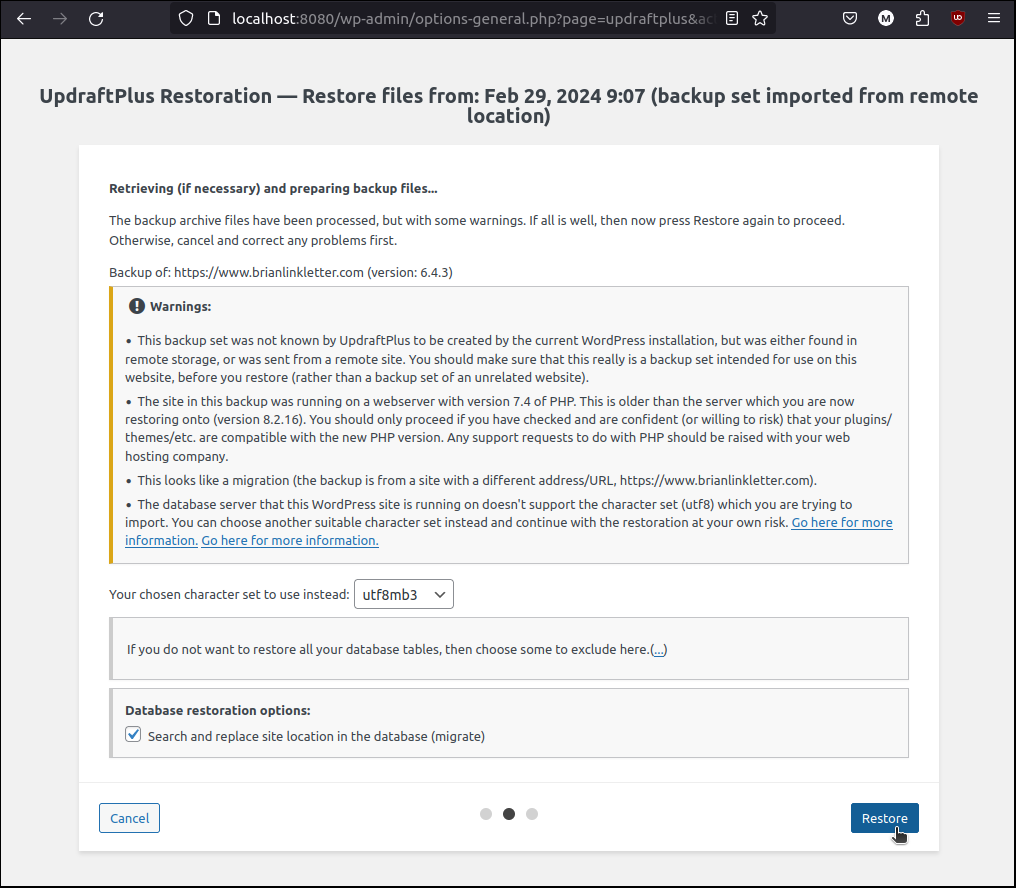 localhost:8080/wp-admin/options-general.php?page=updraftplus&ac
M
UD
UpdraftPlus Restoration — Restore files from: Feb 29, 2024 9:07 (backup set imported from remote
location)
Retrieving (if necessary) and preparing backup files...
The backup archive files have been processed, but with some warnings. If all is well, then now press Restore again to proceed.
Otherwise, cancel and correct any problems first.
Backup of: https://www.brianlinkletter.com (version: 6.4.3)
Warnings:
• This backup set was not known by UpdraftPlus to be created by the current WordPress installation, but was either found in
remote storage, or was sent from a remote site. You should make sure that this really is a backup set intended for use on this
website, before you restore (rather than a backup set of an unrelated website).
• The site in this backup was running on a webserver with version 7.4 of PHP. This is older than the server which you are now
restoring onto (version 8.2.16). You should only proceed if you have checked and are confident (or willing to risk) that your plugins/
themes/etc. are compatible with the new PHP version. Any support requests to do with PHP should be raised with your web
hosting company.
• This looks like a migration (the backup is from a site with a different address/URL, https://www.brianlinkletter.com).
• The database server that this WordPress site is running on doesn't support the character set (utf8) which you are trying to
import. You can choose another suitable character set instead and continue with the restoration at your own risk. Go here for more
information. Go here for more information.
Your chosen character set to use instead: utf8mb3
If you do not want to restore all your database tables, then choose some to exclude here.(...)
Database restoration options:
Search and replace site location in the database (migrate)
Cancel
Restore